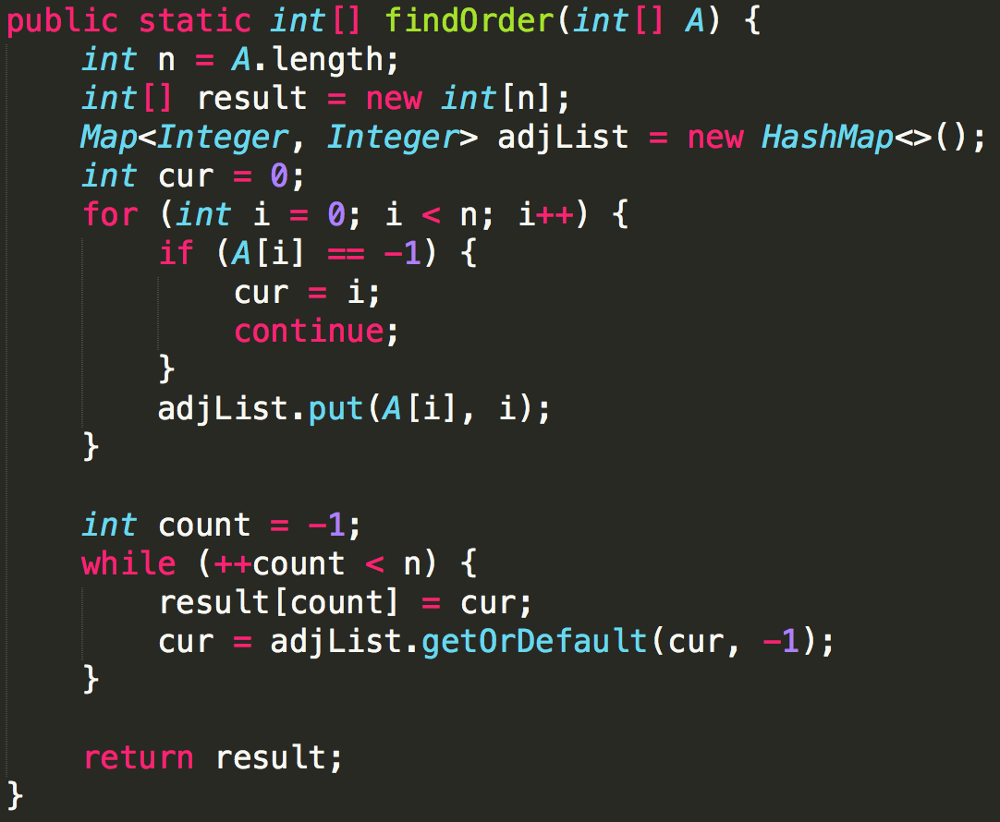 public static int[] findOrder(int[] A) {
    int n = A.length;
    int[] result = new int[n];
    Map<Integer, Integer> adjList = new HashMap<>();
    int cur = 0;
    for (int i = 0; i < n; i++) {
        if (A[i] == -1) {
            cur = i;
            continue;
        }
        adjList.put(A[i], i);
    }

    int count = -1;
    while (++count < n) {
        result[count] = cur;
        cur = adjList.getOrDefault(cur, -1);
    }

    return result;
}